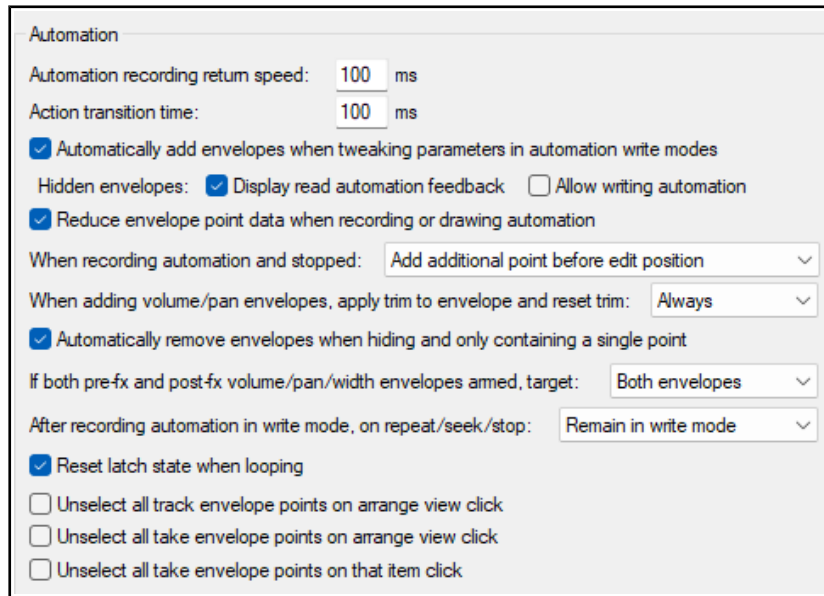 Automation
Automation recording return speed: 100 ms
Action transition time: 100 ms
Automatically add envelopes when tweaking parameters in automation write modes
Hidden envelopes: Display read automation feedback Allow writing automation
Reduce envelope point data when recording or drawing automation
When recording automation and stopped: Add additional point before edit position
When adding volume/pan envelopes, apply trim to envelope and reset trim: Always
Automatically remove envelopes when hiding and only containing a single point
If both pre-fx and post-fx volume/pan/width envelopes armed, target: Both envelopes
After recording automation in write mode, on repeat/seek/stop: Remain in write mode
Reset latch state when looping
Unselect all track envelope points on arrange view click
Unselect all take envelope points on arrange view click
Unselect all take envelope points on that item click